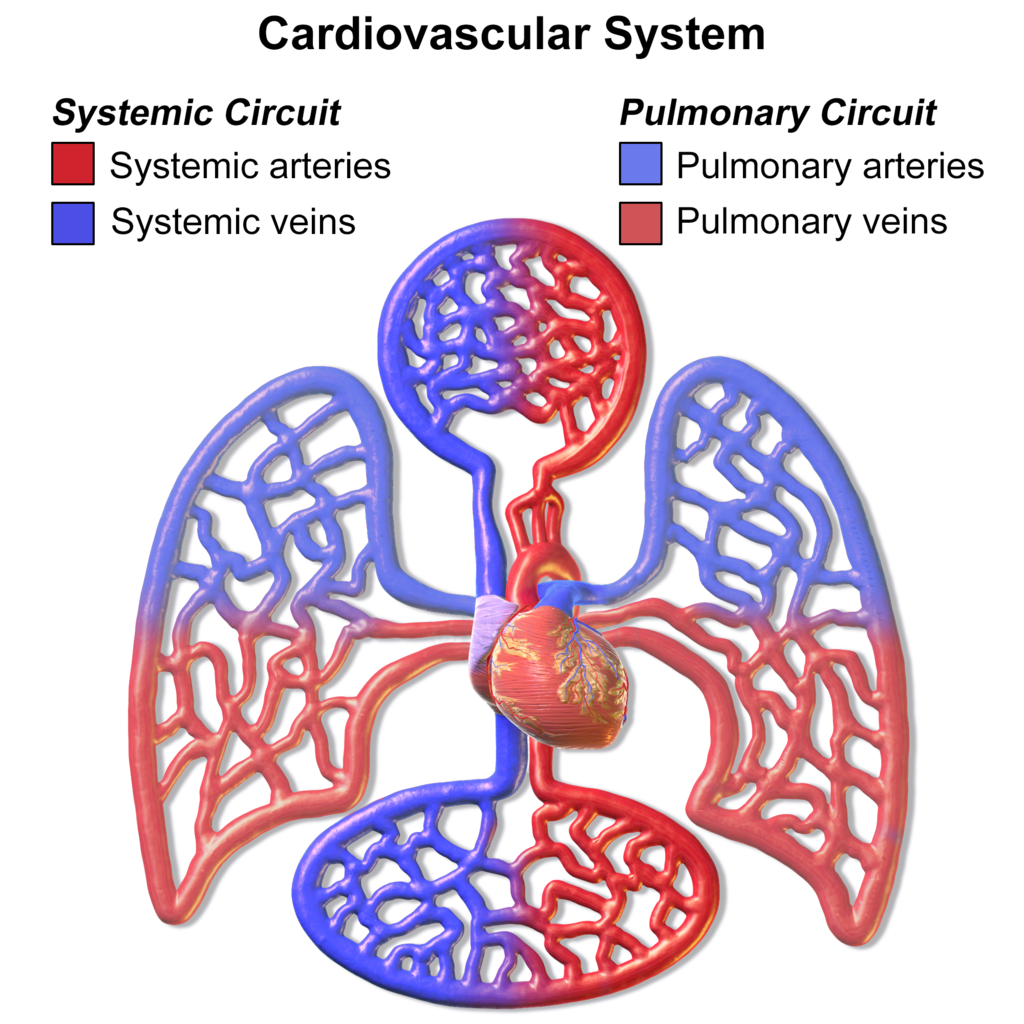 Cardiovascular System
Systemic Circuit
Systemic arteries
Systemic veins
Pulmonary Circuit
Pulmonary arteries
Pulmonary veins